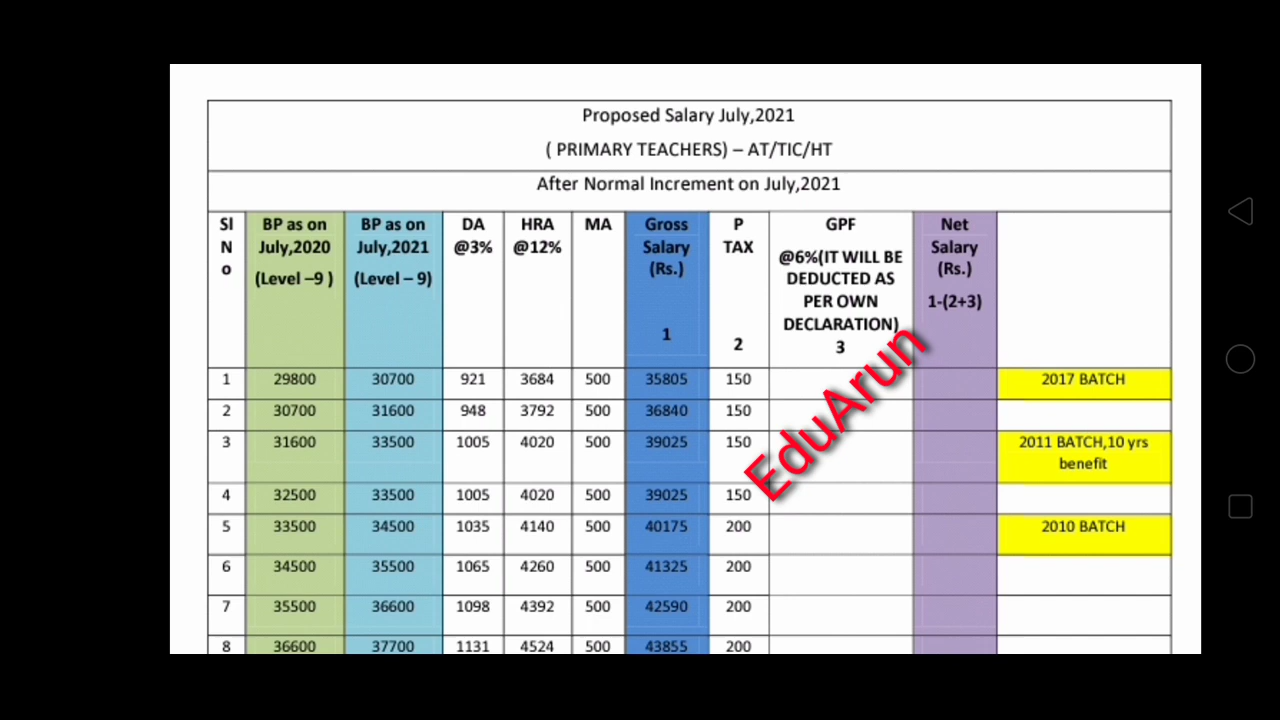 Proposed Salary July,2021
( PRIMARY TEACHERS) – AT/TIC/HT
After Normal Increment on July,2021
Sl N o | BP as on July,2020 (Level –9 ) | BP as on July,2021 (Level – 9) | DA @3% | HRA @12% | MA | Gross Salary (Rs.) 1 | P TAX 2 | GPF @6%(IT WILL BE DEDUCTED AS PER OWN DECLARATION) 3 | Net Salary (Rs.) 1-(2+3)
1 29800 30700 921 3684 500 35805 150 2017 BATCH
2 30700 31600 948 3792 500 36840 150
3 31600 33500 1005 4020 500 39025 150 2011 BATCH,10 yrs benefit
4 32500 33500 1005 4020 500 39025 150
5 33500 34500 1035 4140 500 40175 200 2010 BATCH
6 34500 35500 1065 4260 500 41325 200
7 35500 36600 1098 4392 500 42590 200
8 36600 37700 1131 4524 500 43855 200
EduArun